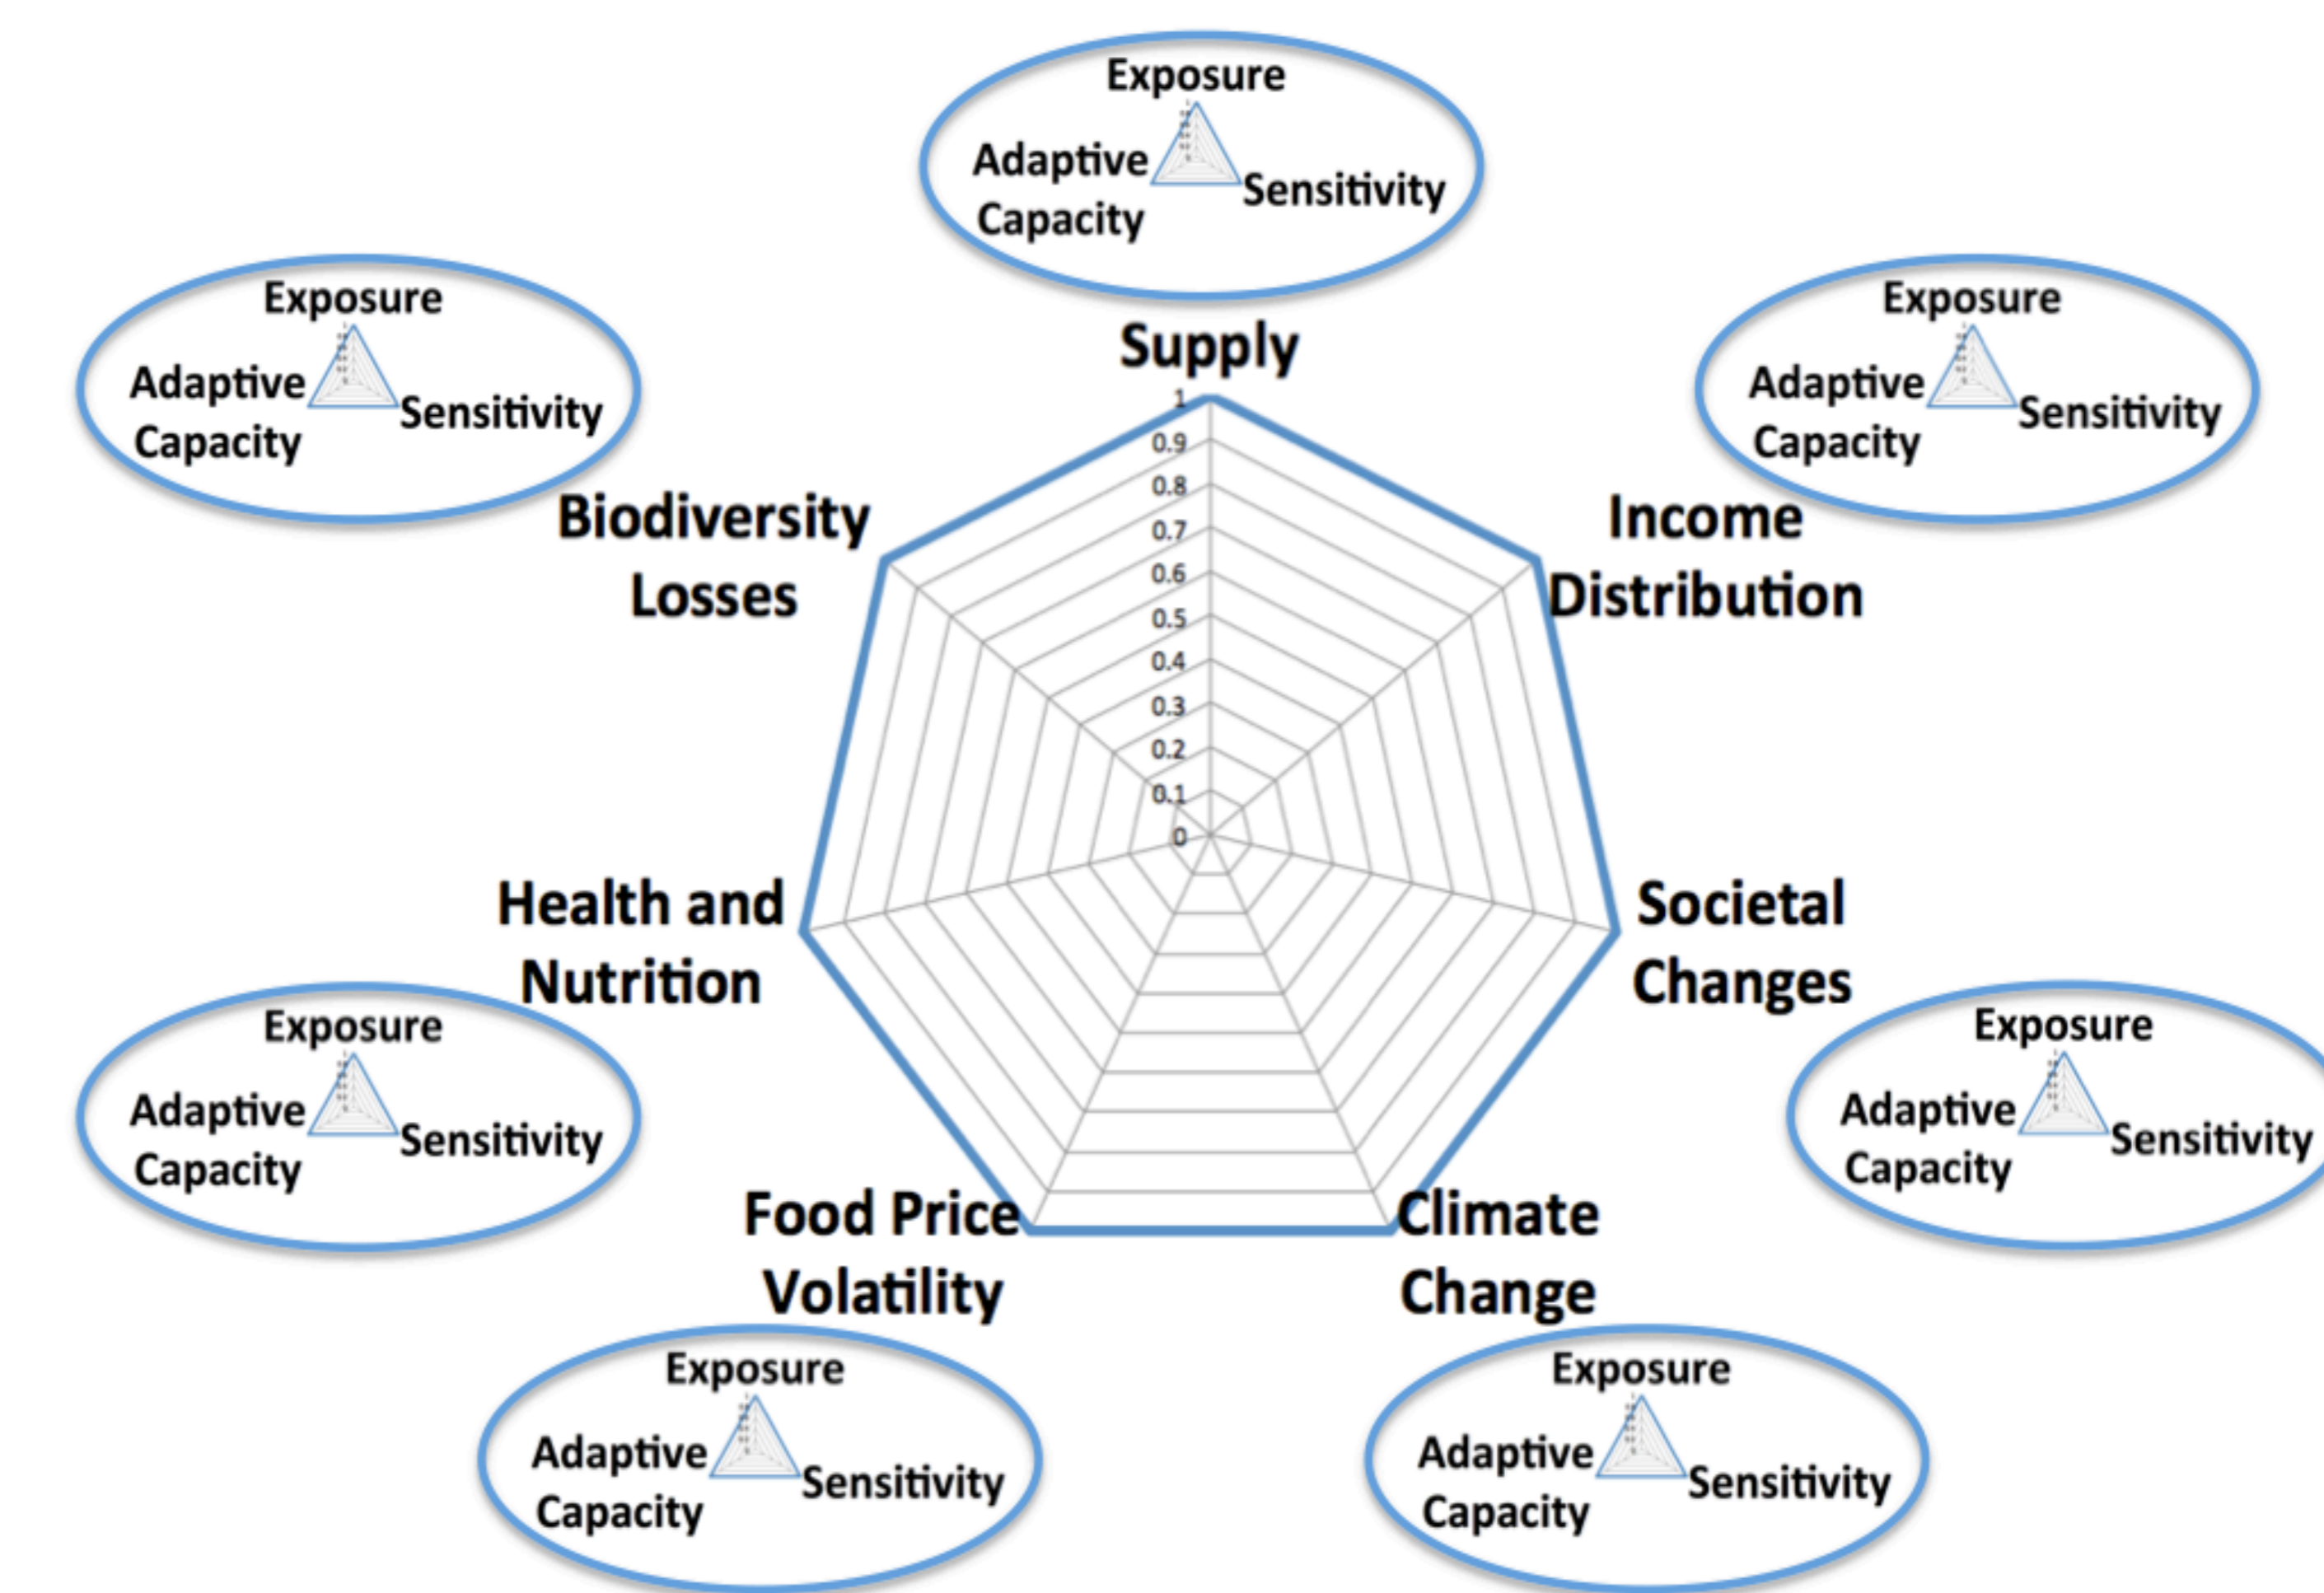 Exposure
Adaptive
Capacity
Sensitivity
Exposure
Adaptive
Capacity
Sensitivity
Exposure
Adaptive
Capacity
Sensitivity
Supply
Biodiversity
Losses
Income
Distribution
1
0.9
0.8
0.7
0.6
0.5
0.4
0.3
0.2
0.1
0
Health and
Nutrition
Societal
Changes
Exposure
Adaptive
Capacity
Sensitivity
Exposure
Adaptive
Capacity
Sensitivity
Food Price
Volatility
Climate
Change
Exposure
Adaptive
Capacity
Sensitivity
Exposure
Adaptive
Capacity
Sensitivity